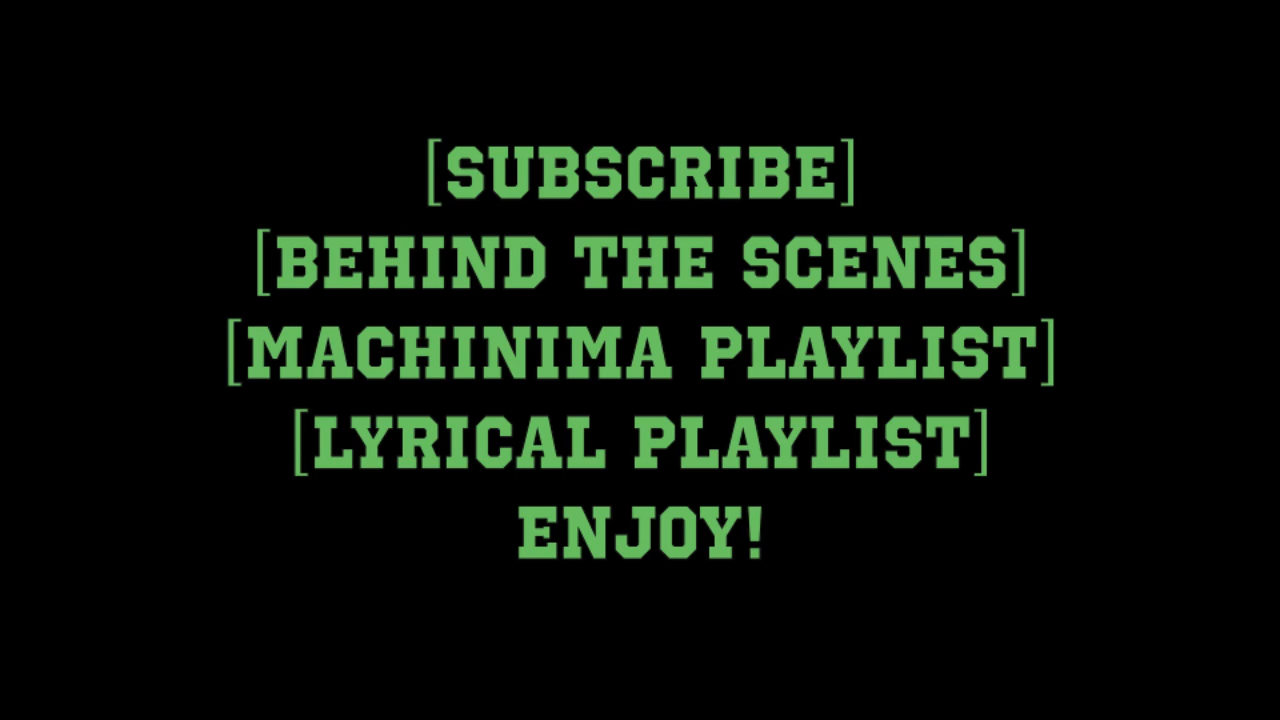 [SUBSCRIBE]
[BEHIND THE SCENES]
[MACHINIMA PLAYLIST]
[LYRICAL PLAYLIST]
ENJOY!